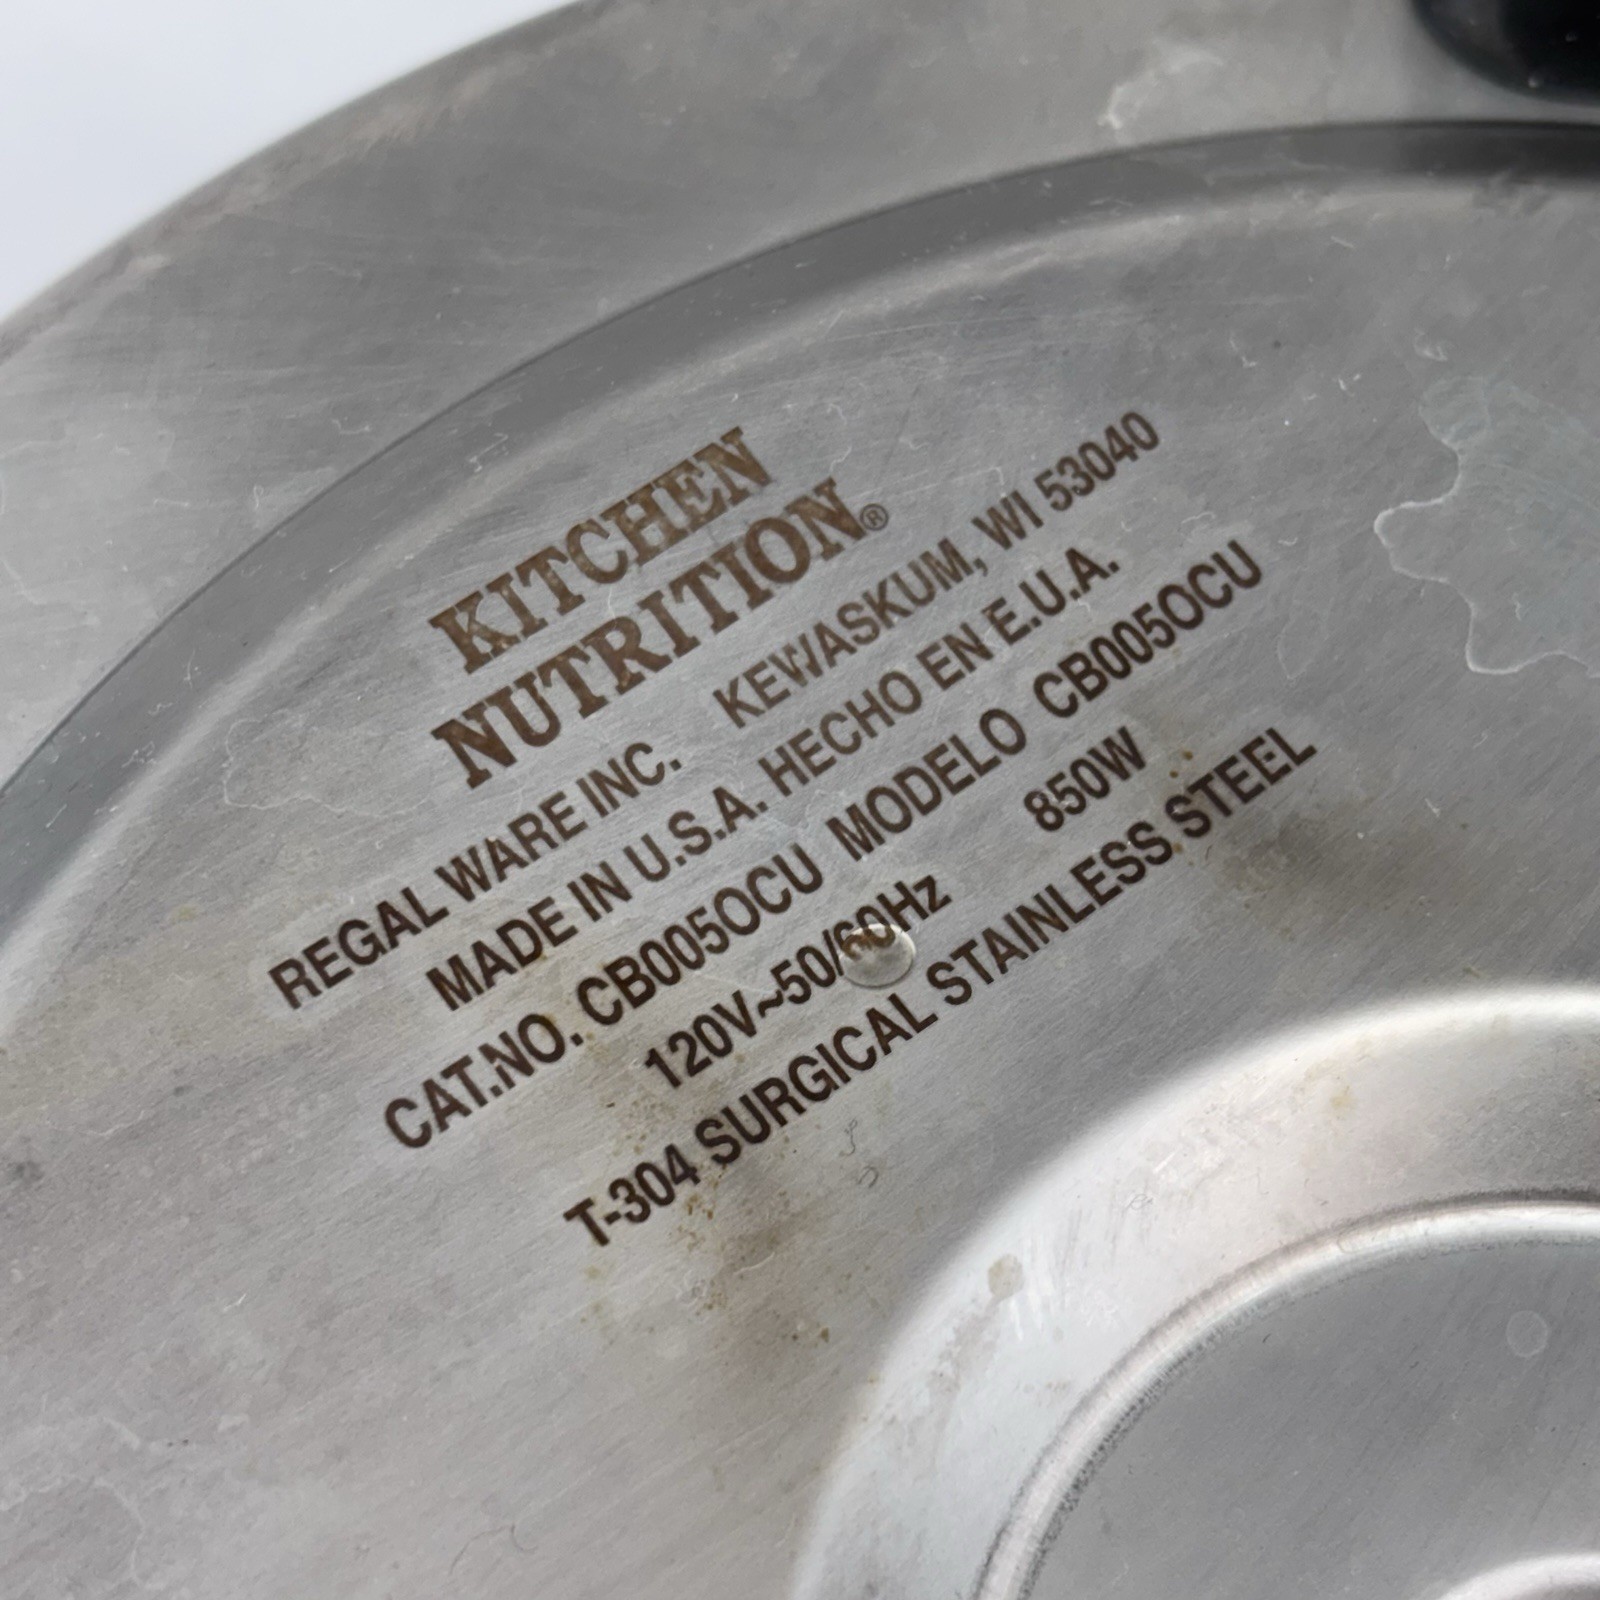 KITCHEN
NUTRITION®
REGAL WARE INC. KEWASKUM, WI 53040
MADE IN U.S.A. HECHO EN E.U.A.
CAT.NO. CB005OCU MODELO CB005OCU
120V~50/60Hz 850W
T-304 SURGICAL STAINLESS STEEL